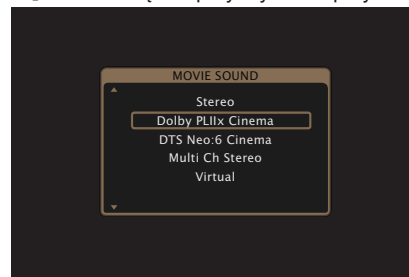 MOVIE SOUND
Stereo
Dolby PLIIx Cinema
DTS Neo:6 Cinema
Multi Ch Stereo
Virtual